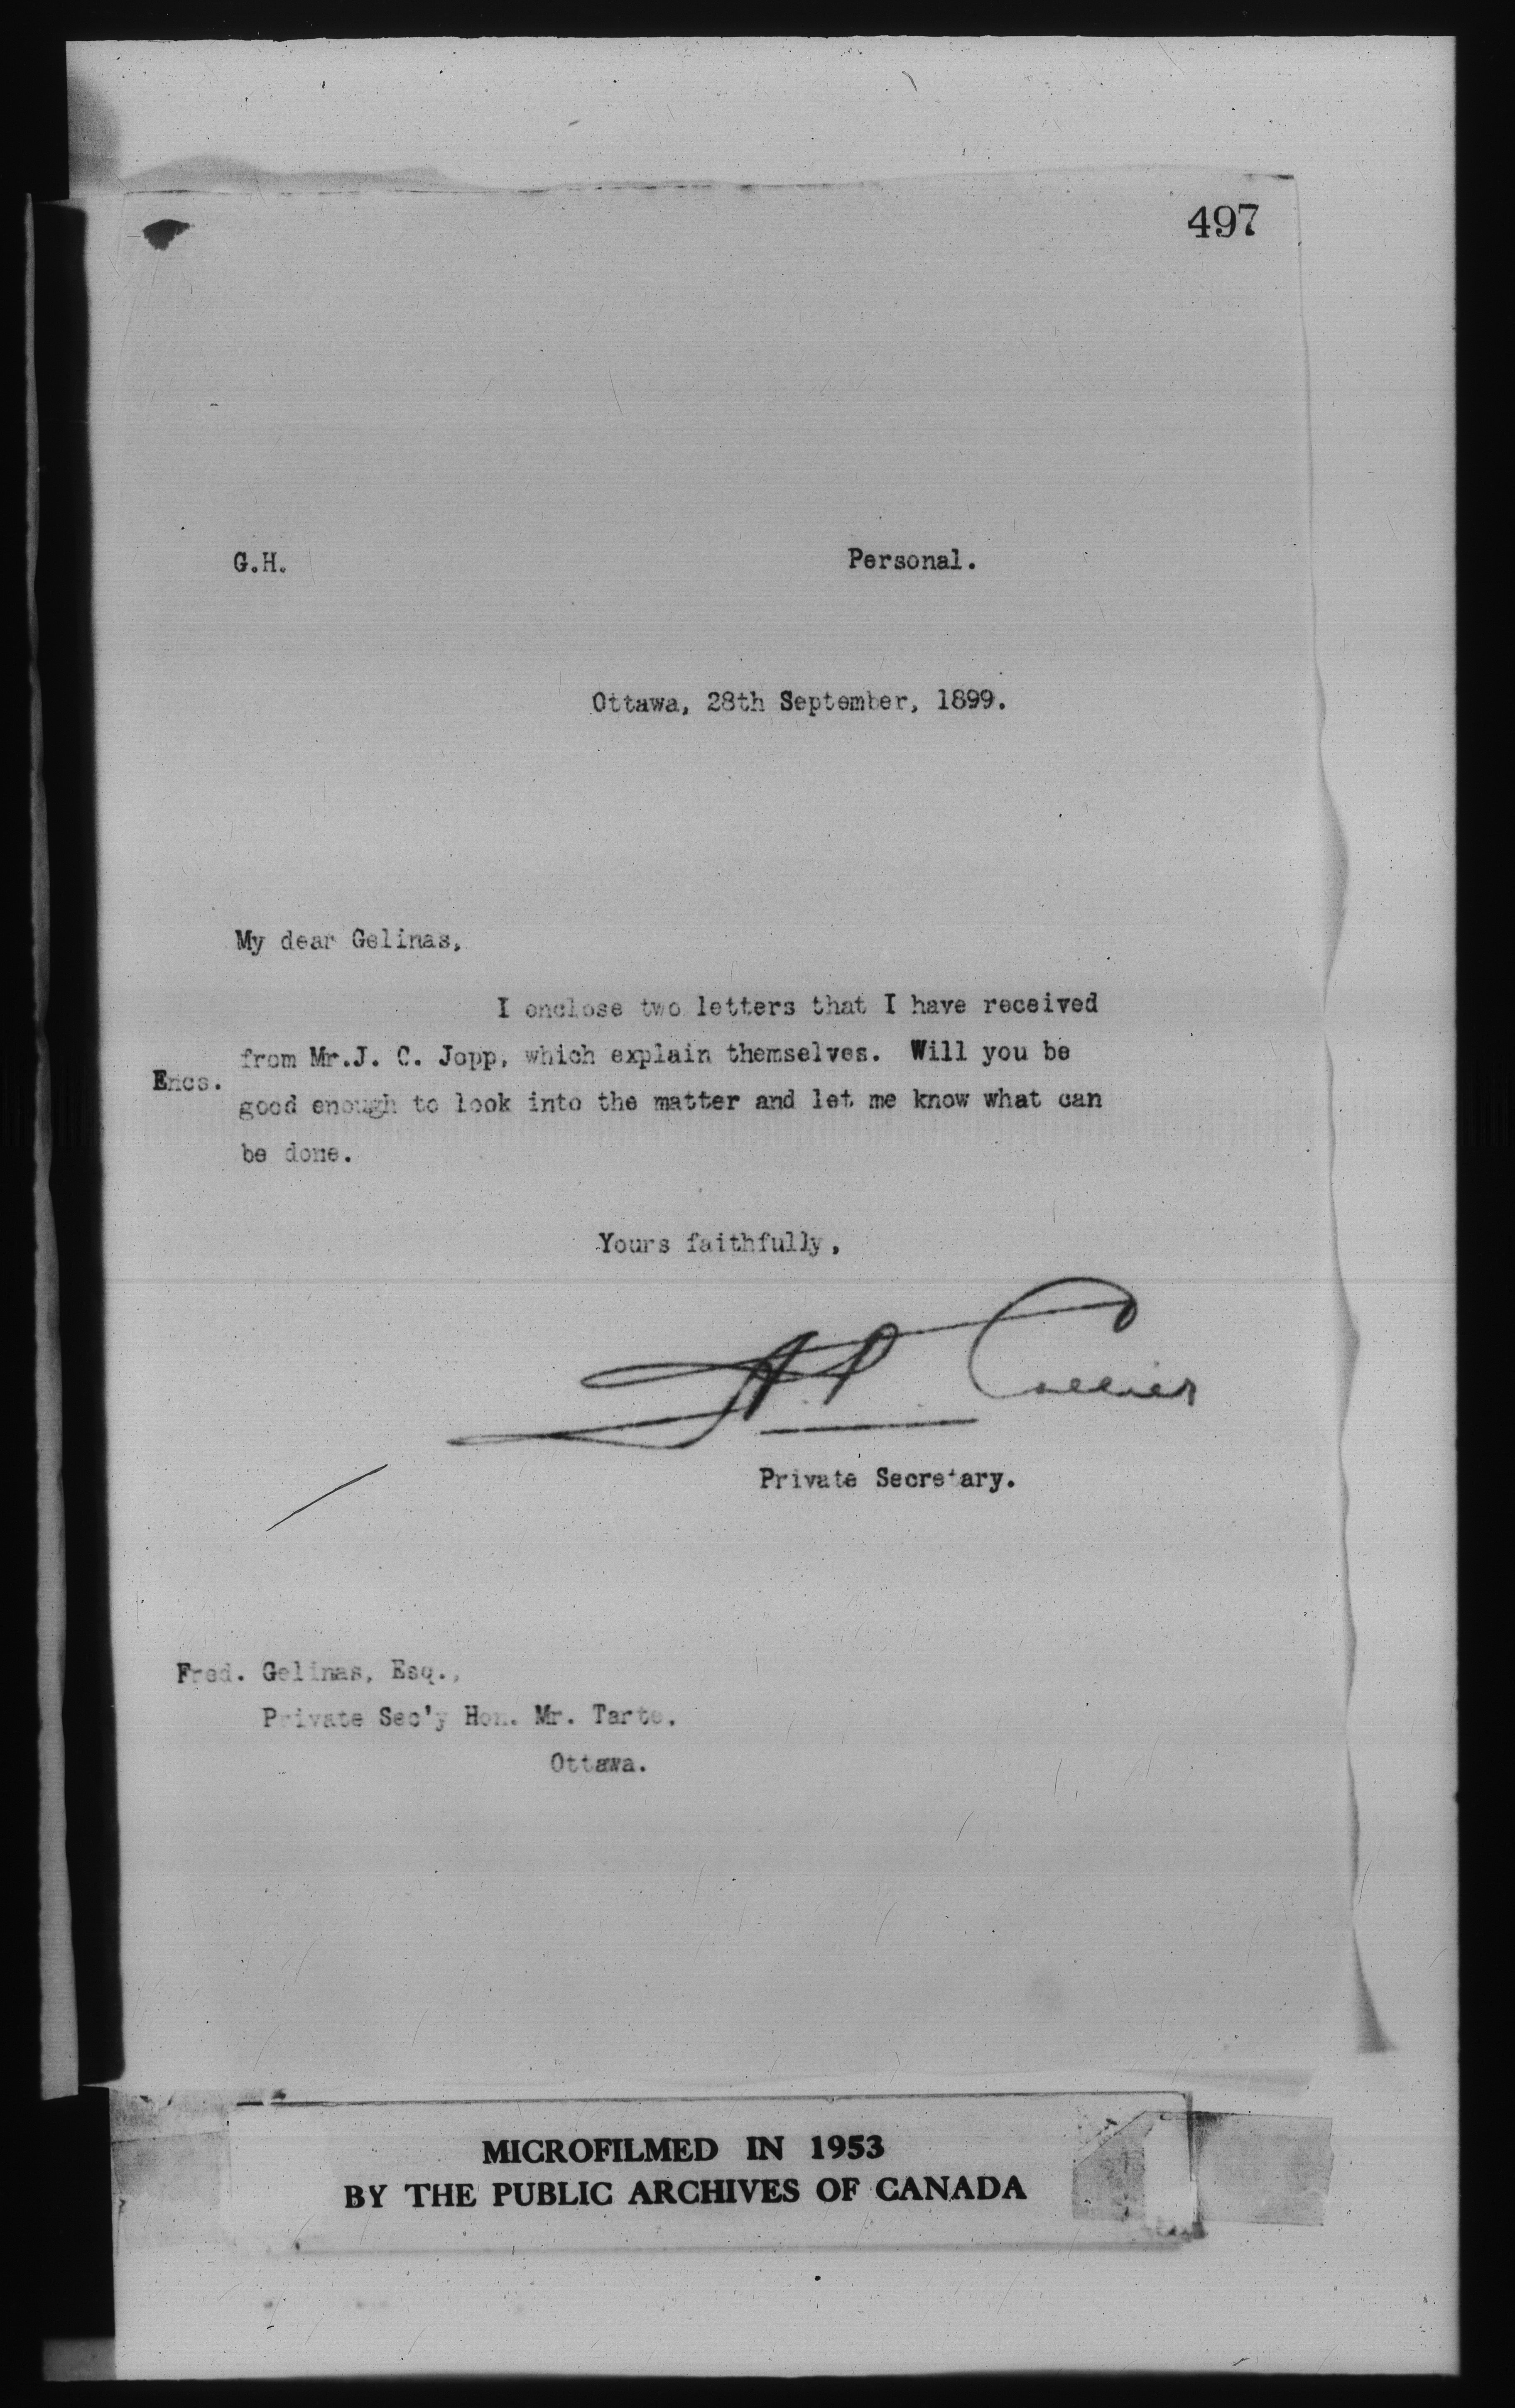 497
G.H. Personal.
Ottawa, 28th September, 1899.
My dear Gelinas,
I enclose two letters that I have received
from Mr.J. C. Jopp, which explain themselves. Will you be
Encs.
good enough to look into the matter and let me know what can
be done.
Yours faithfully,
Collier
Private Secretary.
Fred. Gelinas, Esq.,
Private Sec'y Hon. Mr. Tarte,
Ottawa.
MICROFILMED IN 1953
BY THE PUBLIC ARCHIVES OF CANADA